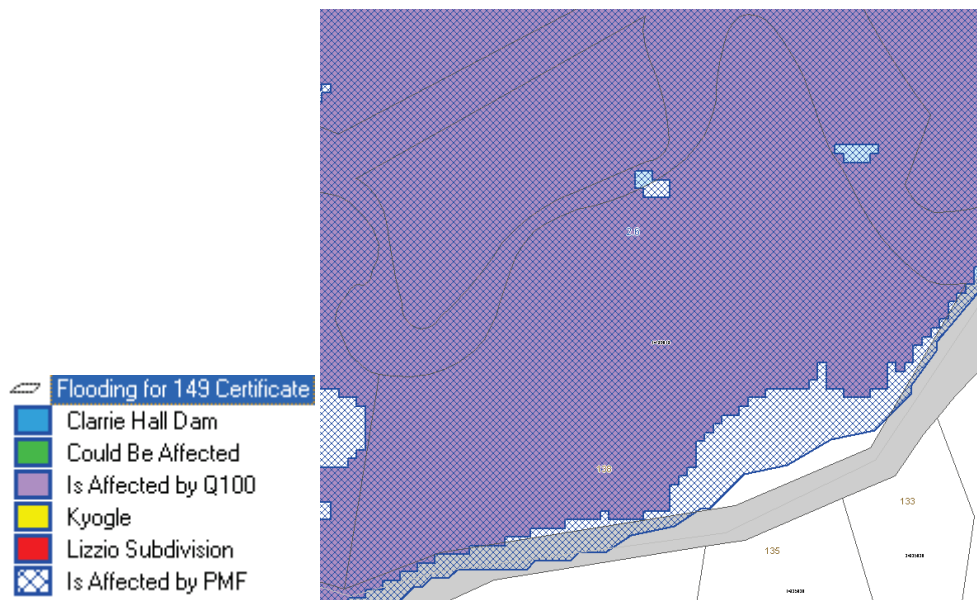 Flooding for 149 Certificate
Clarrie Hall Dam
Could Be Affected
Is Affected by Q100
Kyogle
Lizzio Subdivision
Is Affected by PMF
133
135